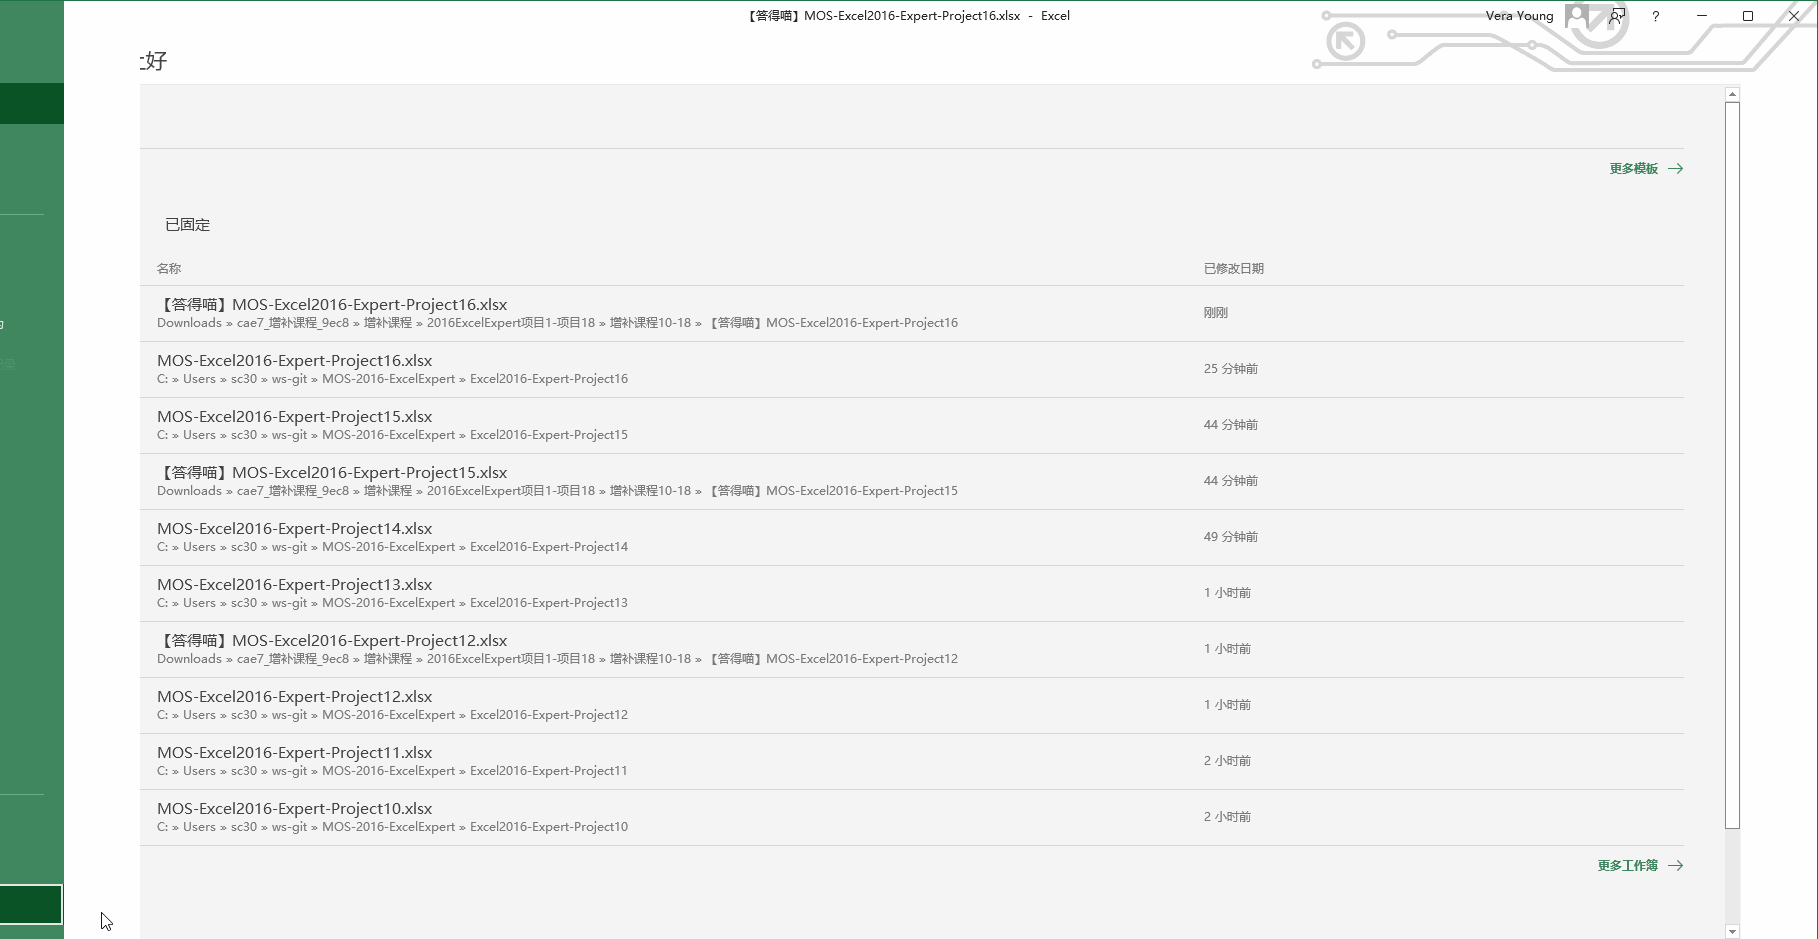 【答得喵】MOS-Excel2016-Expert-Project16.xlsx - Excel
Vera Young
?
好
更多模板
已固定
名称
已修改日期
【答得喵】MOS-Excel2016-Expert-Project16.xlsx
Downloads » cae7_增补课程_9ec8 » 增补课程 » 2016ExcelExpert项目1-项目18 » 增补课程10-18 » 【答得喵】MOS-Excel2016-Expert-Project16
刚刚
MOS-Excel2016-Expert-Project16.xlsx
C: » Users » sc30 » ws-git » MOS-2016-ExcelExpert » Excel2016-Expert-Project16
25 分钟前
MOS-Excel2016-Expert-Project15.xlsx
C: » Users » sc30 » ws-git » MOS-2016-ExcelExpert » Excel2016-Expert-Project15
44 分钟前
【答得喵】MOS-Excel2016-Expert-Project15.xlsx
Downloads » cae7_增补课程_9ec8 » 增补课程 » 2016ExcelExpert项目1-项目18 » 增补课程10-18 » 【答得喵】MOS-Excel2016-Expert-Project15
44 分钟前
MOS-Excel2016-Expert-Project14.xlsx
C: » Users » sc30 » ws-git » MOS-2016-ExcelExpert » Excel2016-Expert-Project14
49 分钟前
MOS-Excel2016-Expert-Project13.xlsx
C: » Users » sc30 » ws-git » MOS-2016-ExcelExpert » Excel2016-Expert-Project13
1 小时前
【答得喵】MOS-Excel2016-Expert-Project12.xlsx
Downloads » cae7_增补课程_9ec8 » 增补课程 » 2016ExcelExpert项目1-项目18 » 增补课程10-18 » 【答得喵】MOS-Excel2016-Expert-Project12
1 小时前
MOS-Excel2016-Expert-Project12.xlsx
C: » Users » sc30 » ws-git » MOS-2016-ExcelExpert » Excel2016-Expert-Project12
1 小时前
MOS-Excel2016-Expert-Project11.xlsx
C: » Users » sc30 » ws-git » MOS-2016-ExcelExpert » Excel2016-Expert-Project11
2 小时前
MOS-Excel2016-Expert-Project10.xlsx
C: » Users » sc30 » ws-git » MOS-2016-ExcelExpert » Excel2016-Expert-Project10
2 小时前
更多工作簿